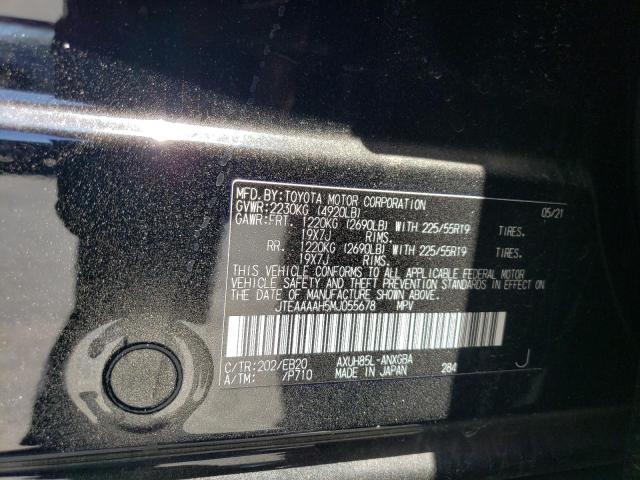 MFD.BY:TOYOTA MOTOR CORPORATION 05/21
GVWR:2230KG (4920LB)
GAWR:FRT. 1220KG (2690LB) WITH 225/55R19 TIRES.
19X7J RIMS.
RR. 1220KG (2690LB) WITH 225/55R19 TIRES.
19X7J RIMS.
THIS VEHICLE CONFORMS TO ALL APPLICABLE FEDERAL MOTOR
VEHICLE SAFETY AND THEFT PREVENTION STANDARDS IN EFFECT ON
THE DATE OF MANUFACTURE SHOWN ABOVE.
JTEAAAAH5MJ055678 MPV
C/TR:202/EB20 AXUH85L-ANXGBA
A/TM: /P710 MADE IN JAPAN 284 J